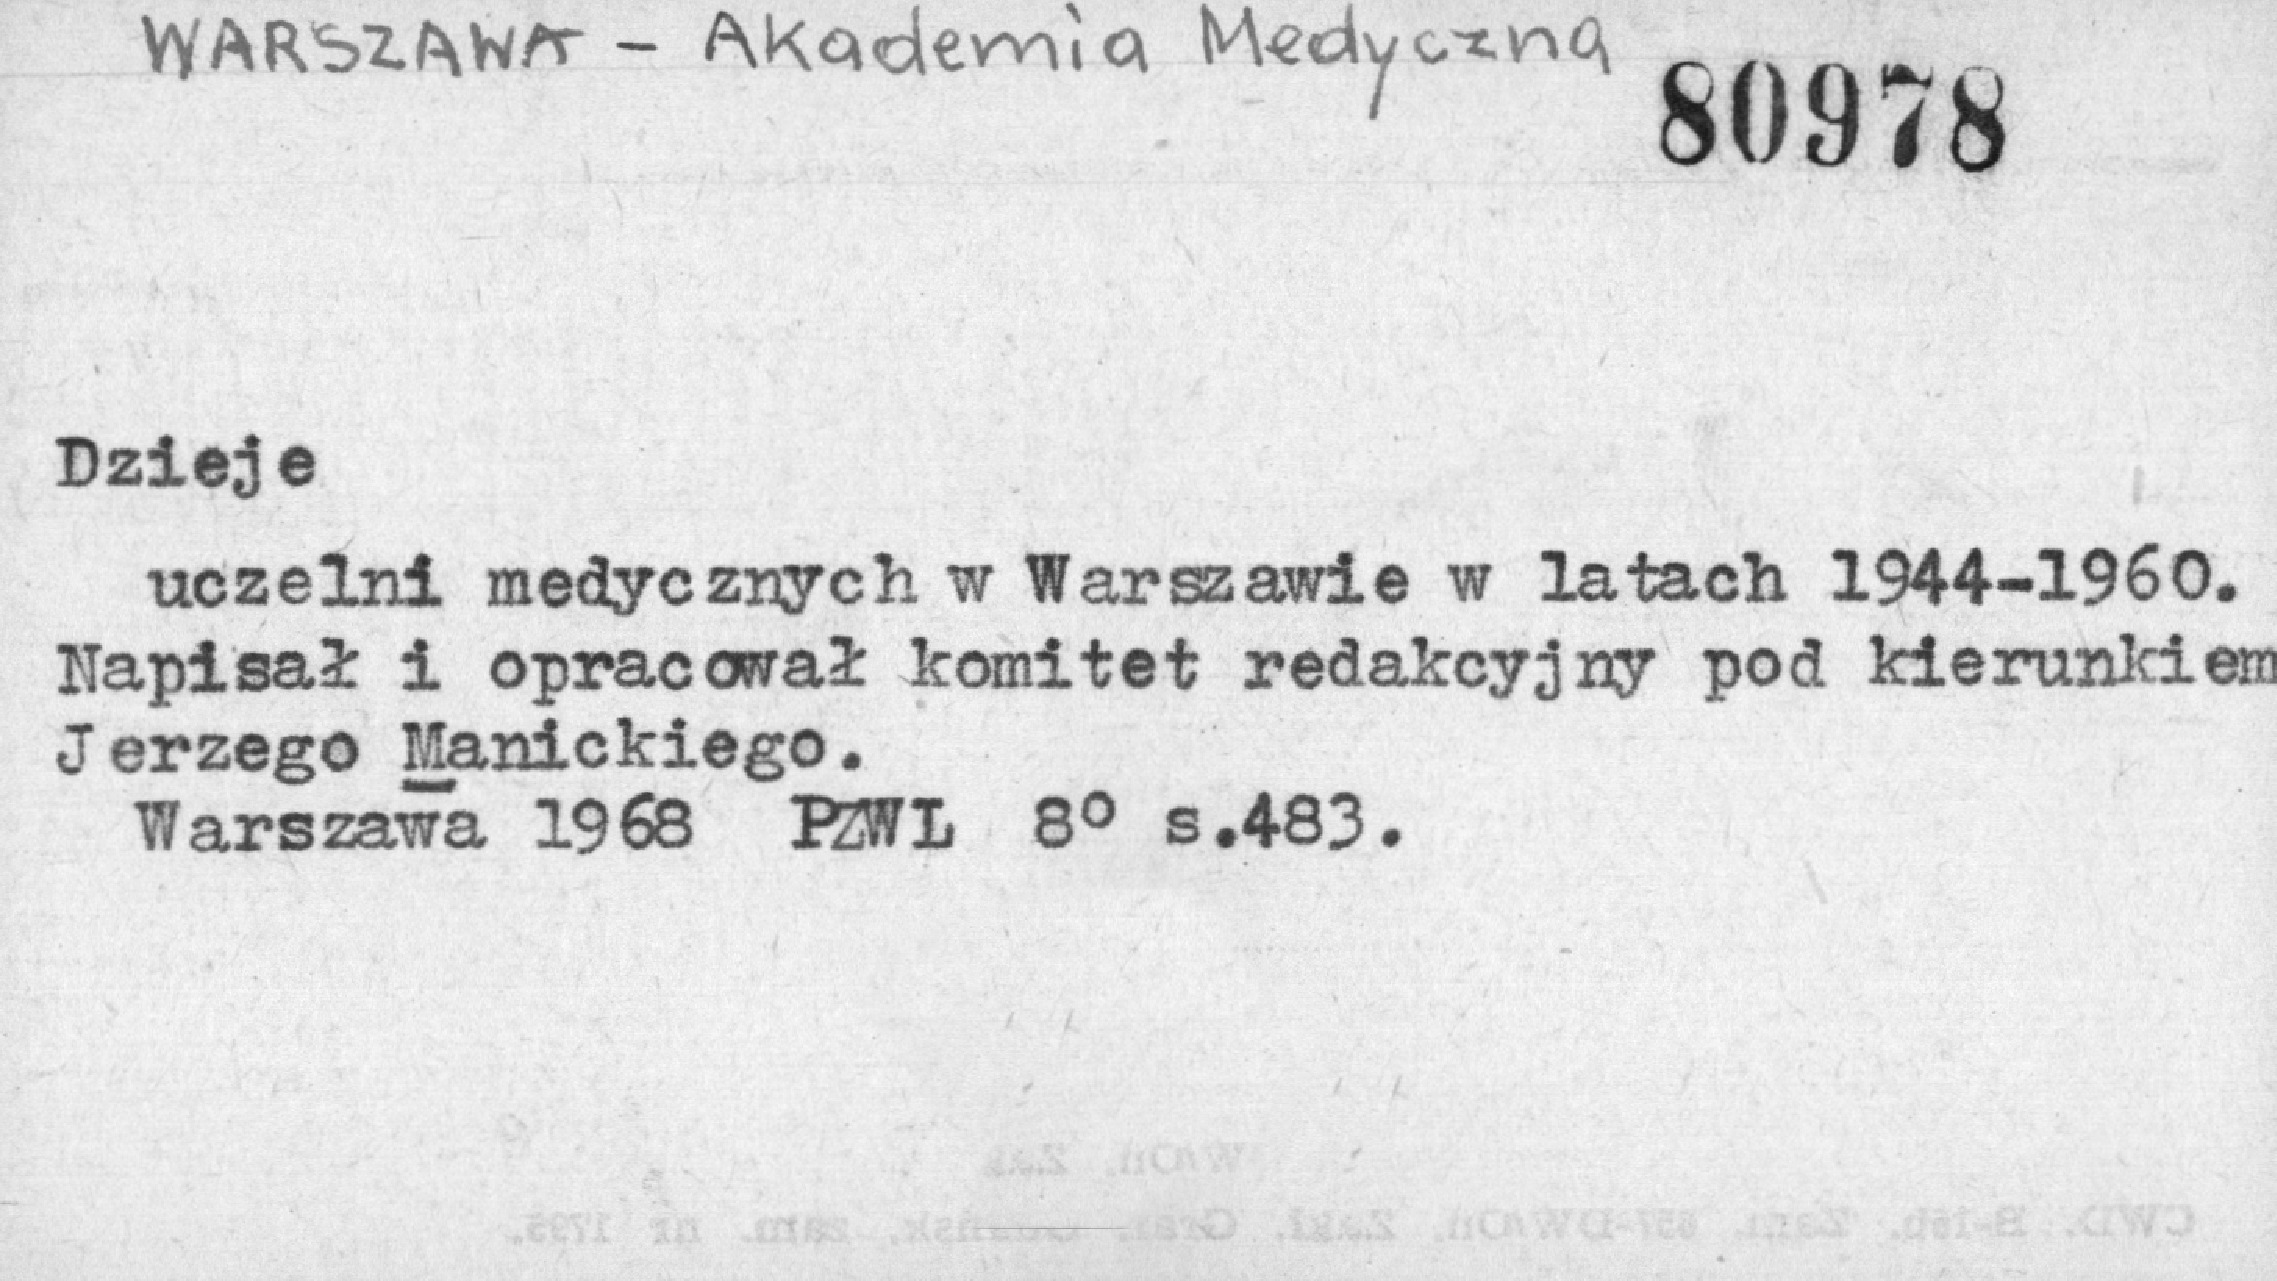 WARSZAWA - Akademia Medyczna
80978
Dzieje
uczelni medycznych w Warszawie w latach 1944-1960.
Napisał i opracował komitet redakcyjny pod kierunkiem
Jerzego Manickiego.
Warszawa 1968 PZWL 8° s.483.